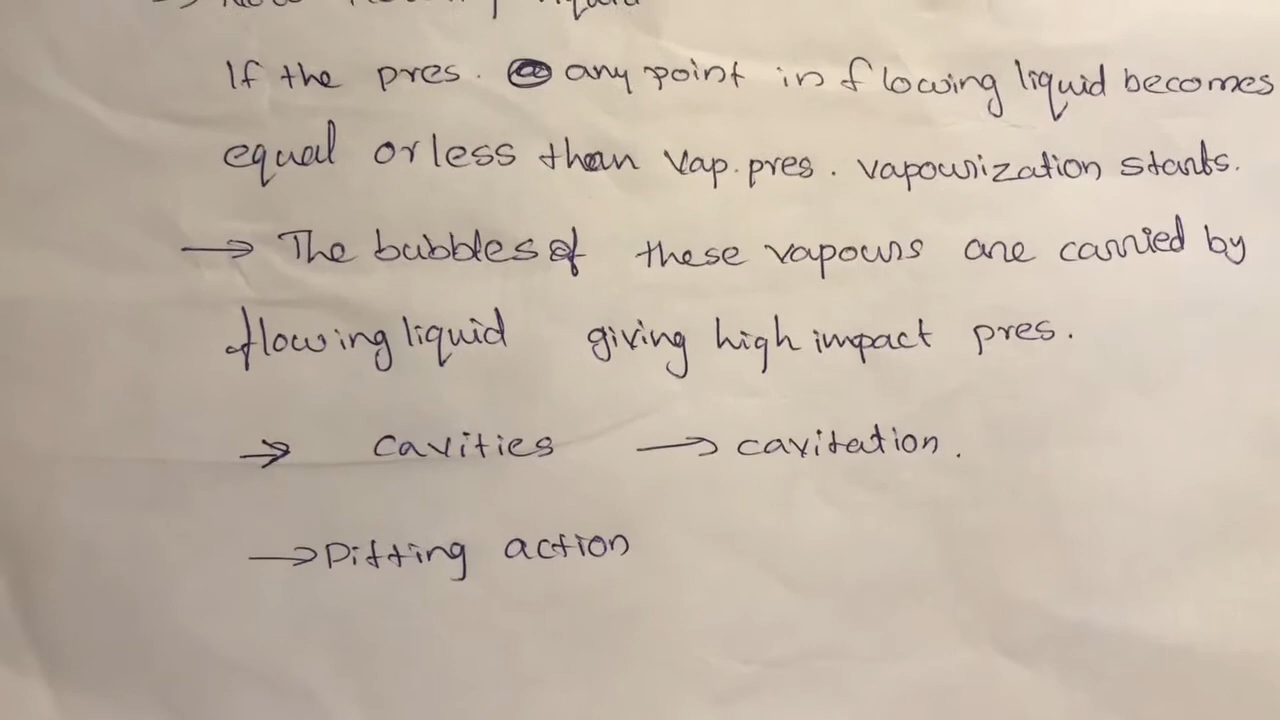 If the pres. @ any point in flowing liquid becomes
equal or less than vap. pres. vapourization starts.
→ The bubbles of these vapours are carried by
flowing liquid giving high impact pres.
→ cavities → cavitation.
→ Pitting action